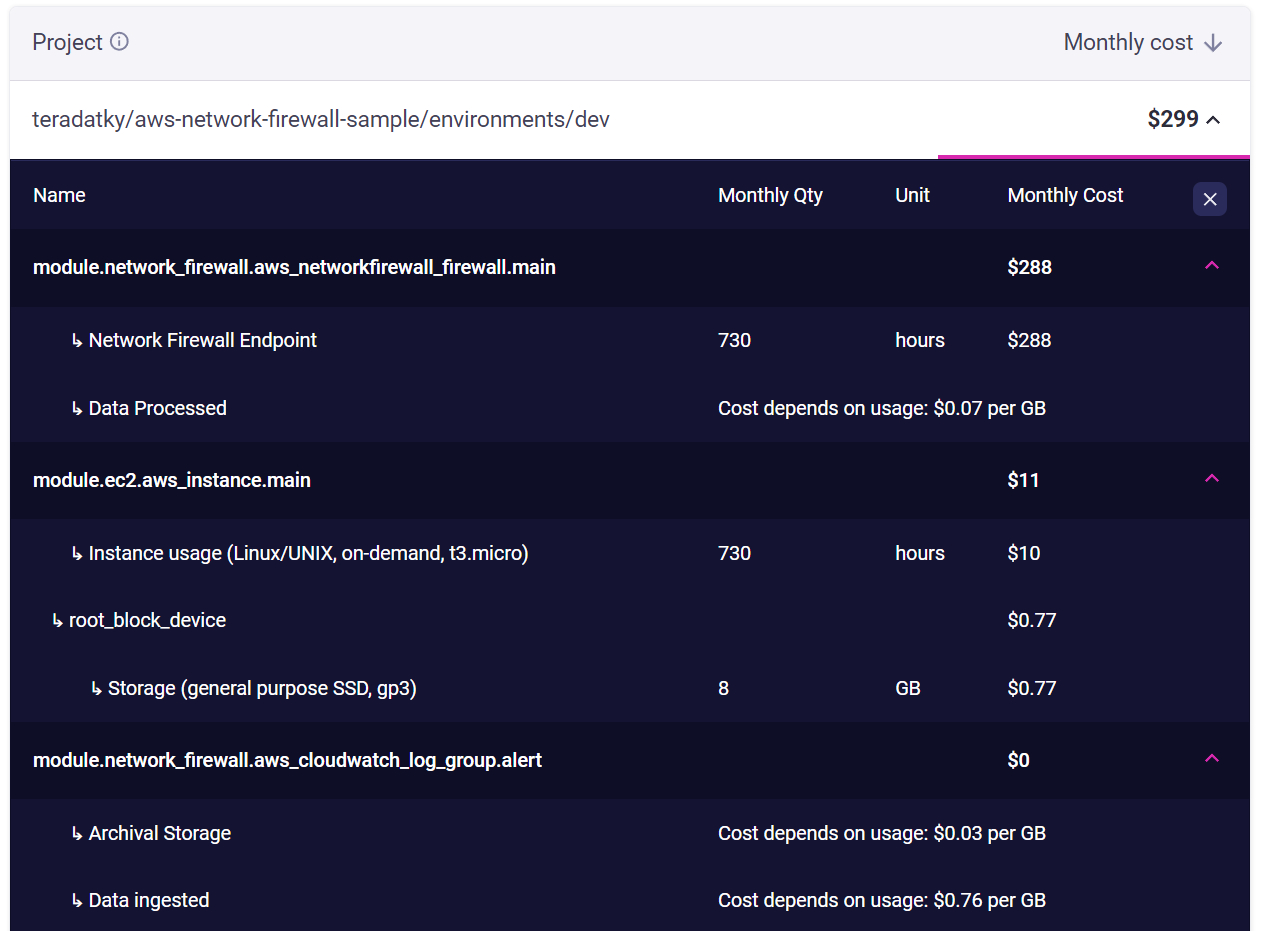 Project Monthly cost
teradatky/aws-network-firewall-sample/environments/dev $299
Name Monthly Qty Unit Monthly Cost
module.network_firewall.aws_networkfirewall_firewall.main $288
↳ Network Firewall Endpoint 730 hours $288
↳ Data Processed Cost depends on usage: $0.07 per GB
module.ec2.aws_instance.main $11
↳ Instance usage (Linux/UNIX, on-demand, t3.micro) 730 hours $10
↳ root_block_device $0.77
↳ Storage (general purpose SSD, gp3) 8 GB $0.77
module.network_firewall.aws_cloudwatch_log_group.alert $0
↳ Archival Storage Cost depends on usage: $0.03 per GB
↳ Data ingested Cost depends on usage: $0.76 per GB